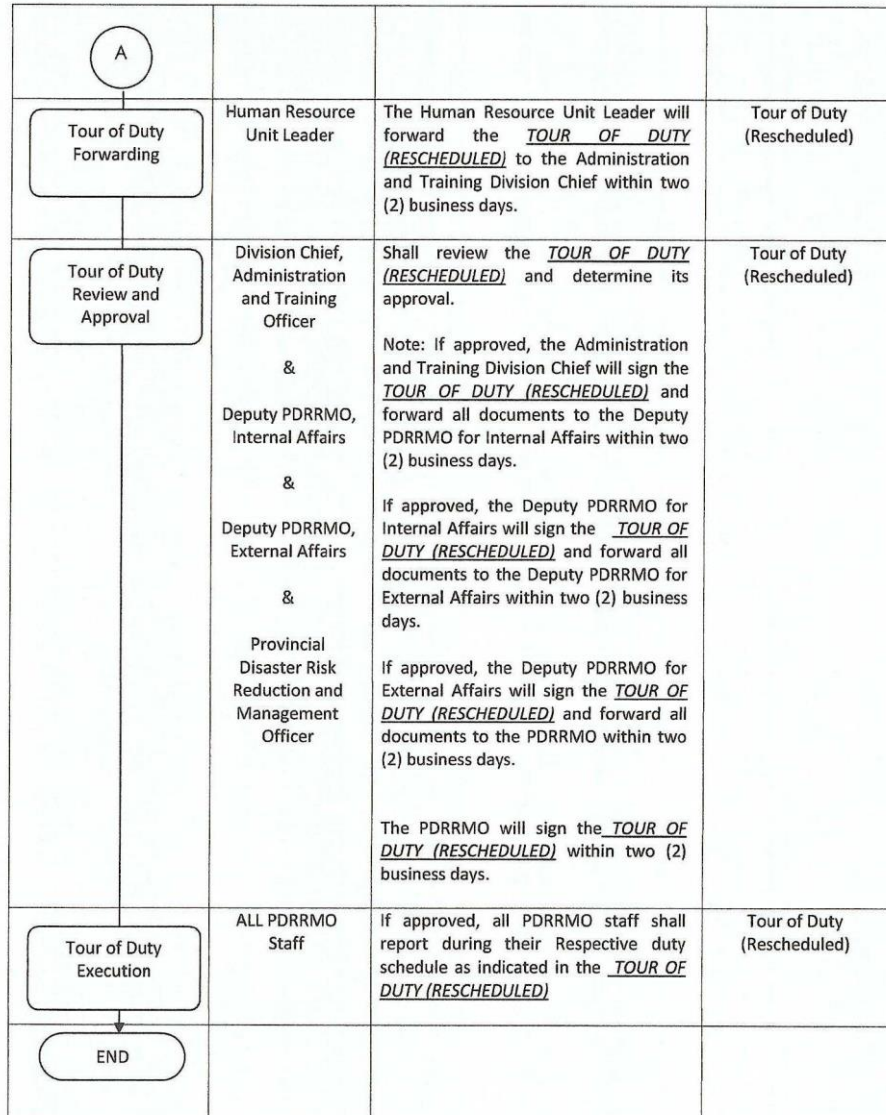 A
Tour of Duty
Forwarding
Human Resource
Unit Leader
The Human Resource Unit Leader will
forward the TOUR OF DUTY
(RESCHEDULED) to the Administration
and Training Division Chief within two
(2) business days.
Tour of Duty
(Rescheduled)
Tour of Duty
Review and
Approval
Division Chief,
Administration
and Training
Officer
&
Deputy PDRRMO,
Internal Affairs
&
Deputy PDRRMO,
External Affairs
&
Provincial
Disaster Risk
Reduction and
Management
Officer
Shall review the TOUR OF DUTY
(RESCHEDULED) and determine its
approval.
Note: If approved, the Administration
and Training Division Chief will sign the
TOUR OF DUTY (RESCHEDULED) and
forward all documents to the Deputy
PDRRMO for Internal Affairs within two
(2) business days.
If approved, the Deputy PDRRMO for
Internal Affairs will sign the TOUR OF
DUTY (RESCHEDULED) and forward all
documents to the Deputy PDRRMO for
External Affairs within two (2) business
days.
If approved, the Deputy PDRRMO for
External Affairs will sign the TOUR OF
DUTY (RESCHEDULED) and forward all
documents to the PDRRMO within two
(2) business days.
The PDRRMO will sign the TOUR OF
DUTY (RESCHEDULED) within two (2)
business days.
Tour of Duty
(Rescheduled)
Tour of Duty
Execution
ALL PDRRMO
Staff
If approved, all PDRRMO staff shall
report during their Respective duty
schedule as indicated in the TOUR OF
DUTY (RESCHEDULED)
Tour of Duty
(Rescheduled)
END